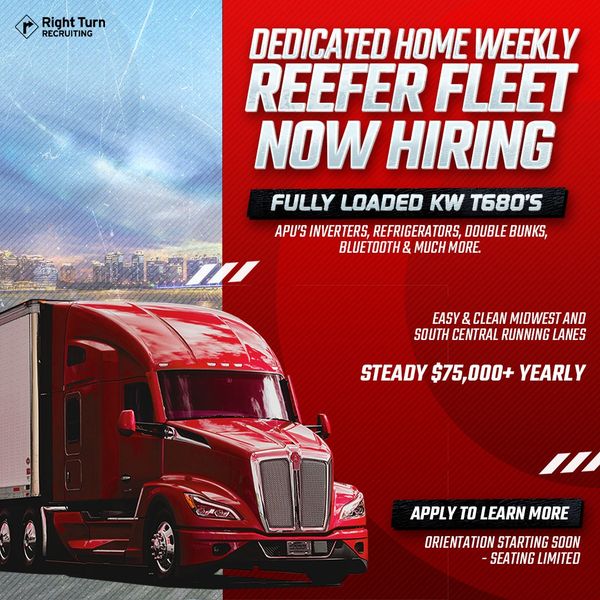 Right Turn
RECRUITING
DEDICATED HOME WEEKLY
REEFER FLEET
NOW HIRING
FULLY LOADED KW T680'S
APU'S INVERTERS, REFRIGERATORS, DOUBLE BUNKS,
BLUETOOTH & MUCH MORE.
EASY & CLEAN MIDWEST AND
SOUTH CENTRAL RUNNING LANES
STEADY $75,000+ YEARLY
APPLY TO LEARN MORE
ORIENTATION STARTING SOON
- SEATING LIMITED